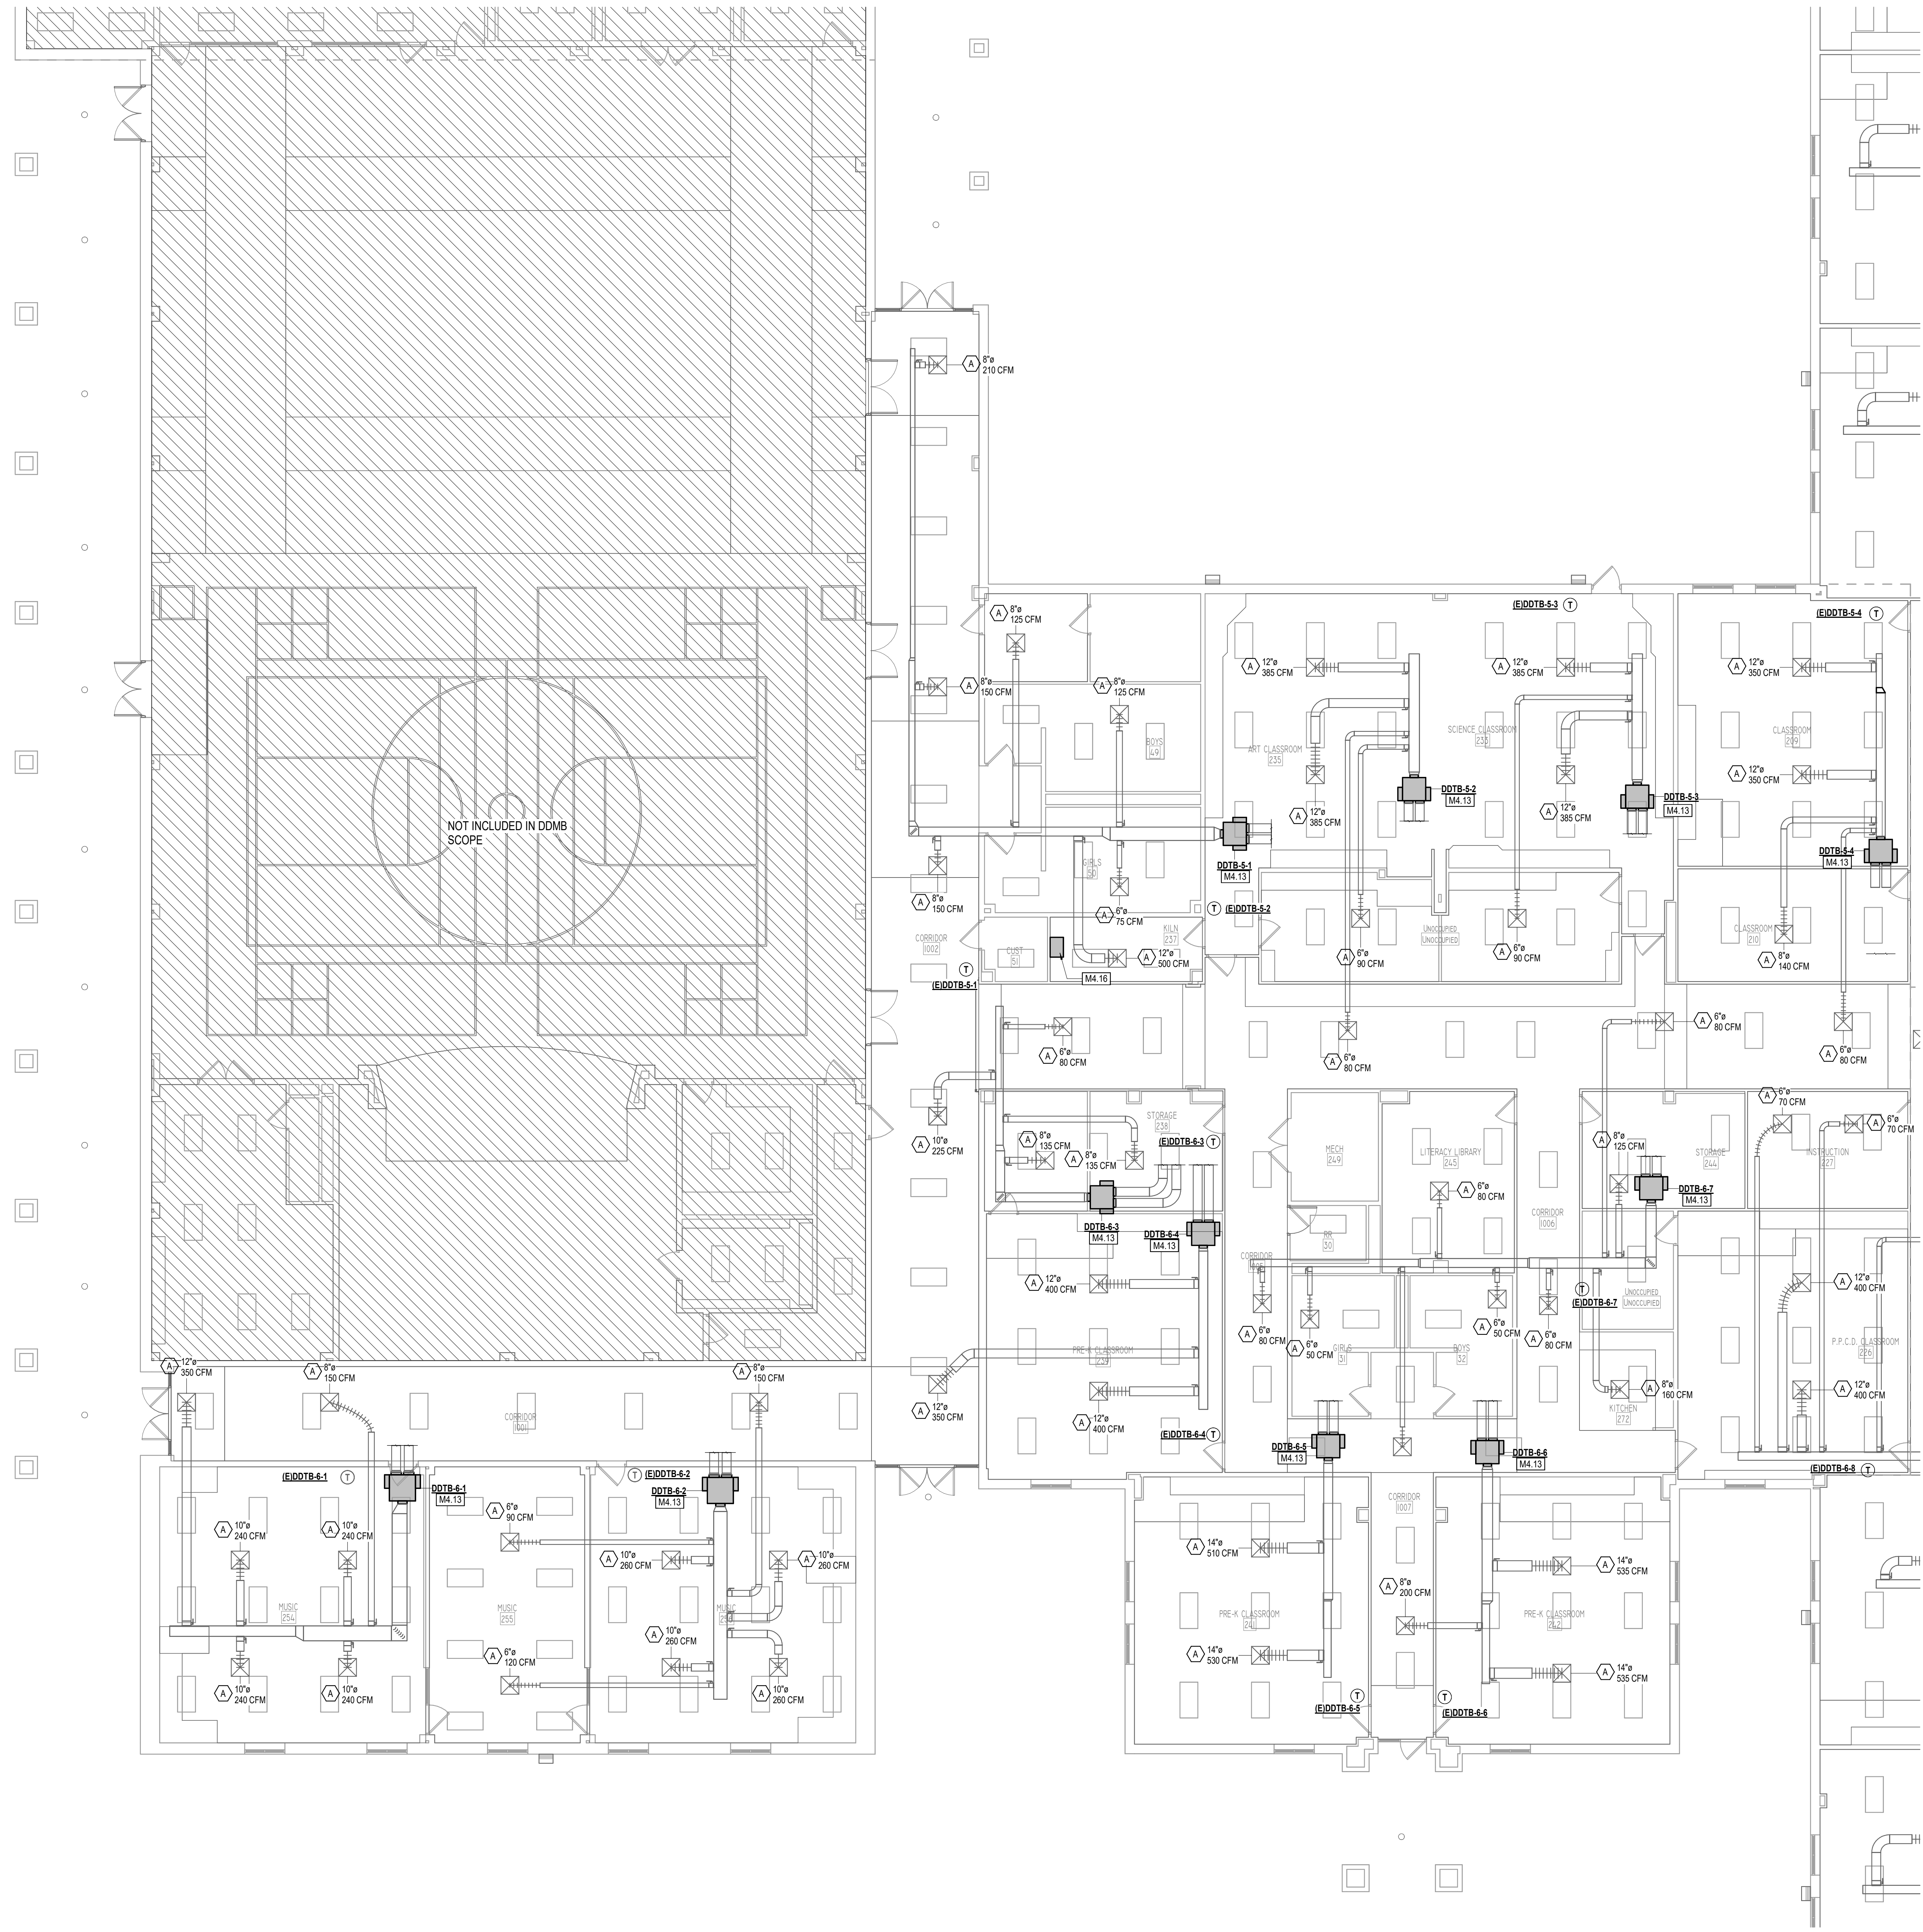 A
8"ø
210 CFM
A
8"ø
125 CFM
A
8"ø
150 CFM
A
8"ø
125 CFM
BOYS
49
(E)DDTB-5-3
T
(E)DDTB-5-4
T
A
12"ø
385 CFM
A
12"ø
385 CFM
A
12"ø
350 CFM
ART CLASSROOM
235
SCIENCE CLASSROOM
233
CLASSROOM
209
A
12"ø
350 CFM
DDTB-5-2
M4.13
DDTB-5-3
M4.13
A
12"ø
385 CFM
A
12"ø
385 CFM
NOT INCLUDED IN DDMB
SCOPE
DDTB-5-1
M4.13
DDTB-5-4
M4.13
GIRLS
50
A
8"ø
150 CFM
A
6"ø
75 CFM
T
(E)DDTB-5-2
CORRIDOR
1002
KILN
237
CUST
51
UNOCCUPIED
UNOCCUPIED
CLASSROOM
210
A
12"ø
500 CFM
A
6"ø
90 CFM
A
6"ø
90 CFM
A
8"ø
140 CFM
M4.16
T
(E)DDTB-5-1
A
6"ø
80 CFM
A
6"ø
80 CFM
A
6"ø
80 CFM
A
6"ø
80 CFM
A
6"ø
70 CFM
A
6"ø
70 CFM
A
10"ø
225 CFM
STORAGE
238
(E)DDTB-6-3
T
A
8"ø
135 CFM
A
8"ø
135 CFM
MECH
249
LITERACY LIBRARY
245
A
8"ø
125 CFM
STORAGE
244
INSTRUCTION
227
DDTB-6-7
M4.13
A
6"ø
80 CFM
CORRIDOR
1006
DDTB-6-3
M4.13
DDTB-6-4
M4.13
RR
30
CORRIDOR
A
12"ø
400 CFM
T
(E)DDTB-6-7
UNOCCUPIED
UNOCCUPIED
A
12"ø
400 CFM
A
6"ø
80 CFM
A
6"ø
50 CFM
A
6"ø
50 CFM
A
6"ø
80 CFM
GIRLS
31
BOYS
32
PRE-K CLASSROOM
239
P.P.C.D. CLASSROOM
226
A
12"ø
350 CFM
A
8"ø
150 CFM
A
8"ø
150 CFM
A
12"ø
350 CFM
A
12"ø
400 CFM
A
8"ø
160 CFM
A
12"ø
400 CFM
KITCHEN
272
CORRIDOR
1001
(E)DDTB-6-4
T
DDTB-6-5
M4.13
DDTB-6-6
M4.13
(E)DDTB-6-8
T
(E)DDTB-6-1
T
T
(E)DDTB-6-2
DDTB-6-1
M4.13
DDTB-6-2
M4.13
CORRIDOR
1007
A
6"ø
90 CFM
A
10"ø
240 CFM
A
10"ø
240 CFM
A
10"ø
260 CFM
A
10"ø
260 CFM
A
14"ø
510 CFM
A
14"ø
535 CFM
A
8"ø
200 CFM
MUSIC
254
MUSIC
255
MUSIC
PRE-K CLASSROOM
241
PRE-K CLASSROOM
242
A
10"ø
260 CFM
A
6"ø
120 CFM
A
14"ø
530 CFM
A
14"ø
535 CFM
A
10"ø
240 CFM
A
10"ø
240 CFM
A
10"ø
260 CFM
T
(E)DDTB-6-5
T
(E)DDTB-6-6